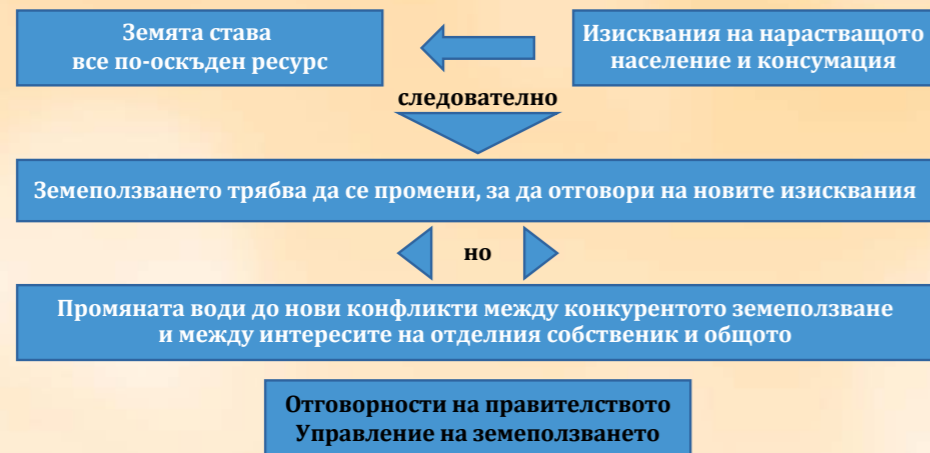 Земята става
все по-оскъден ресурс
Изисквания на нарастващото
население и консумация
следователно
Земеползването трябва да се промени, за да отговори на новите изисквания
но
Промяната води до нови конфликти между конкурентото земеползване
и между интересите на отделния собственик и общото
Отговорности на правителството
Управление на земеползването